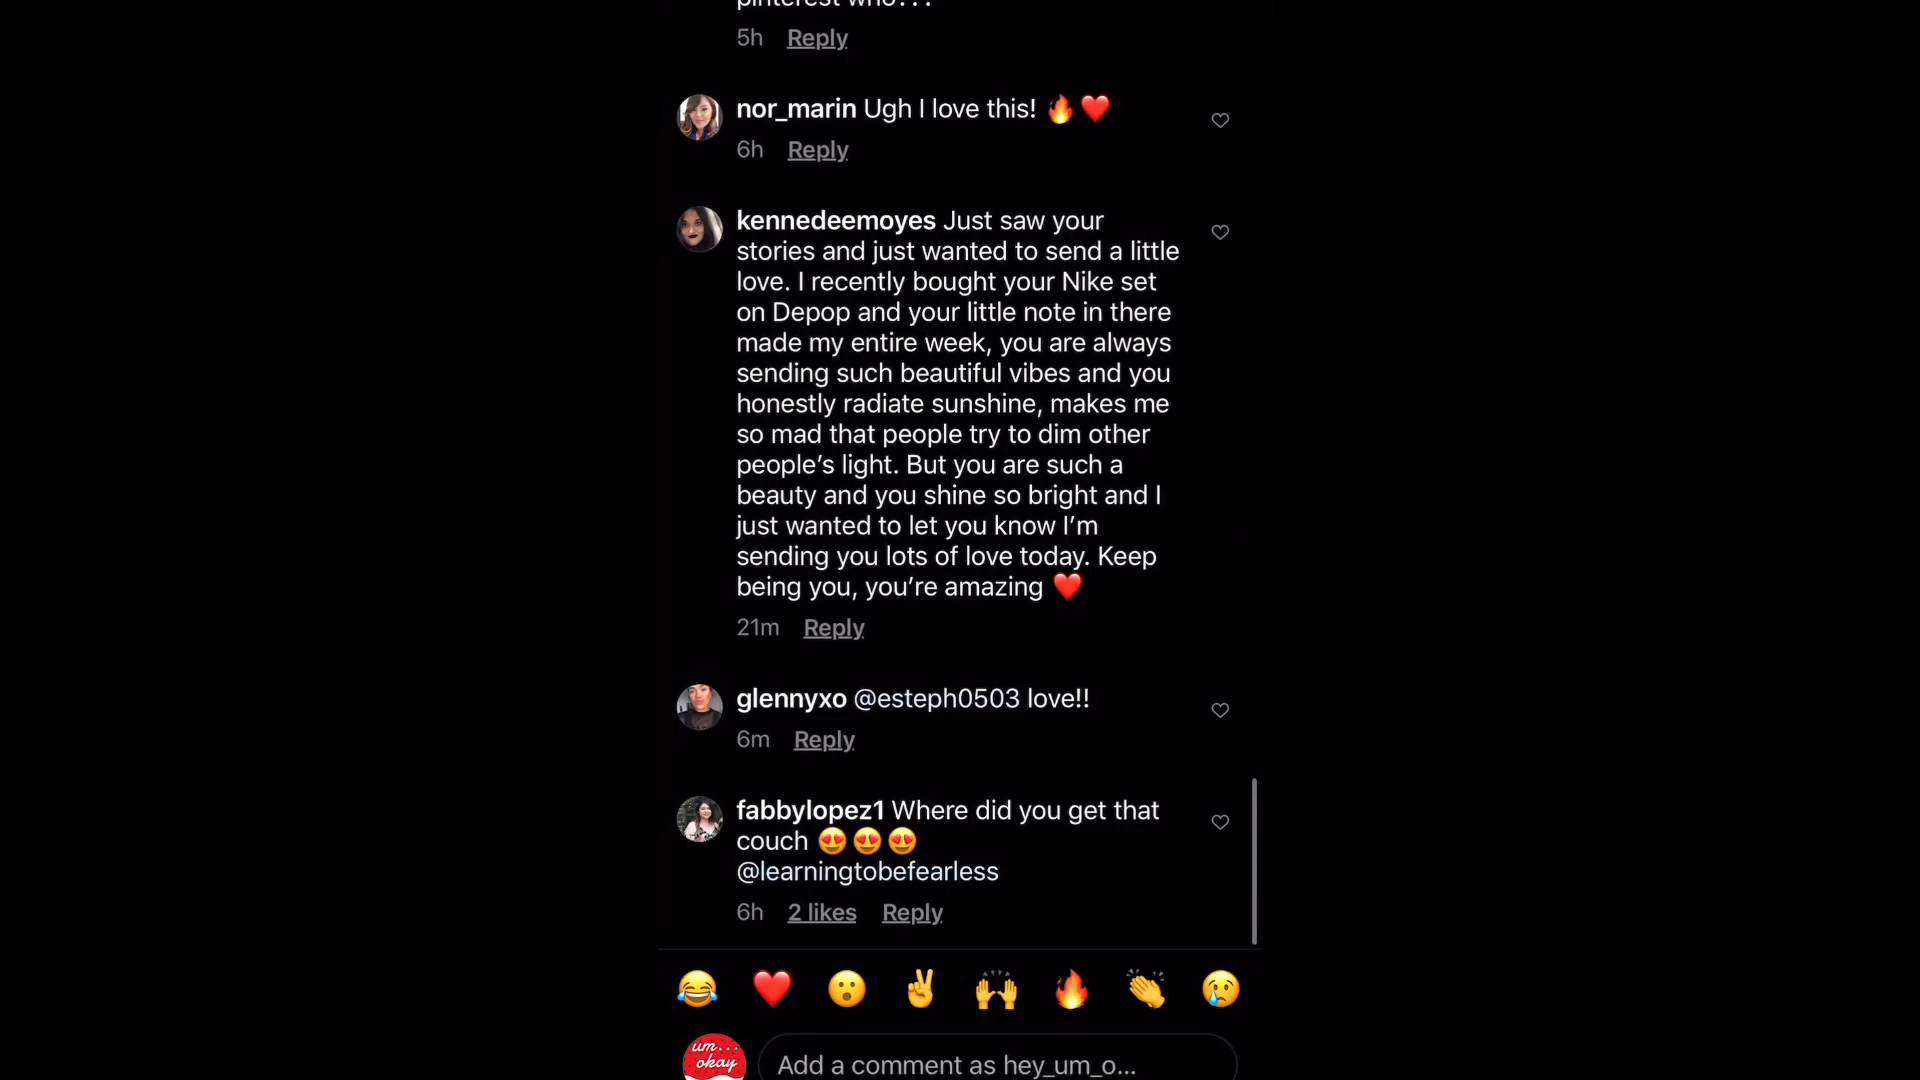 pinterest who...
5h Reply
nor_marin Ugh I love this! 🔥❤️
6h Reply
kennedeemoyes Just saw your
stories and just wanted to send a little
love. I recently bought your Nike set
on Depop and your little note in there
made my entire week, you are always
sending such beautiful vibes and you
honestly radiate sunshine, makes me
so mad that people try to dim other
people’s light. But you are such a
beauty and you shine so bright and I
just wanted to let you know I’m
sending you lots of love today. Keep
being you, you’re amazing ❤️
21m Reply
glennyxo @esteph0503 love!!
6m Reply
fabbylopez1 Where did you get that
couch 😍😍😍
@learningtobefearless
6h 2 likes Reply
😂 ❤️ 😮 ✌️ 🙌 🔥 👏 😢
um...
okay
Add a comment as hey_um_o...